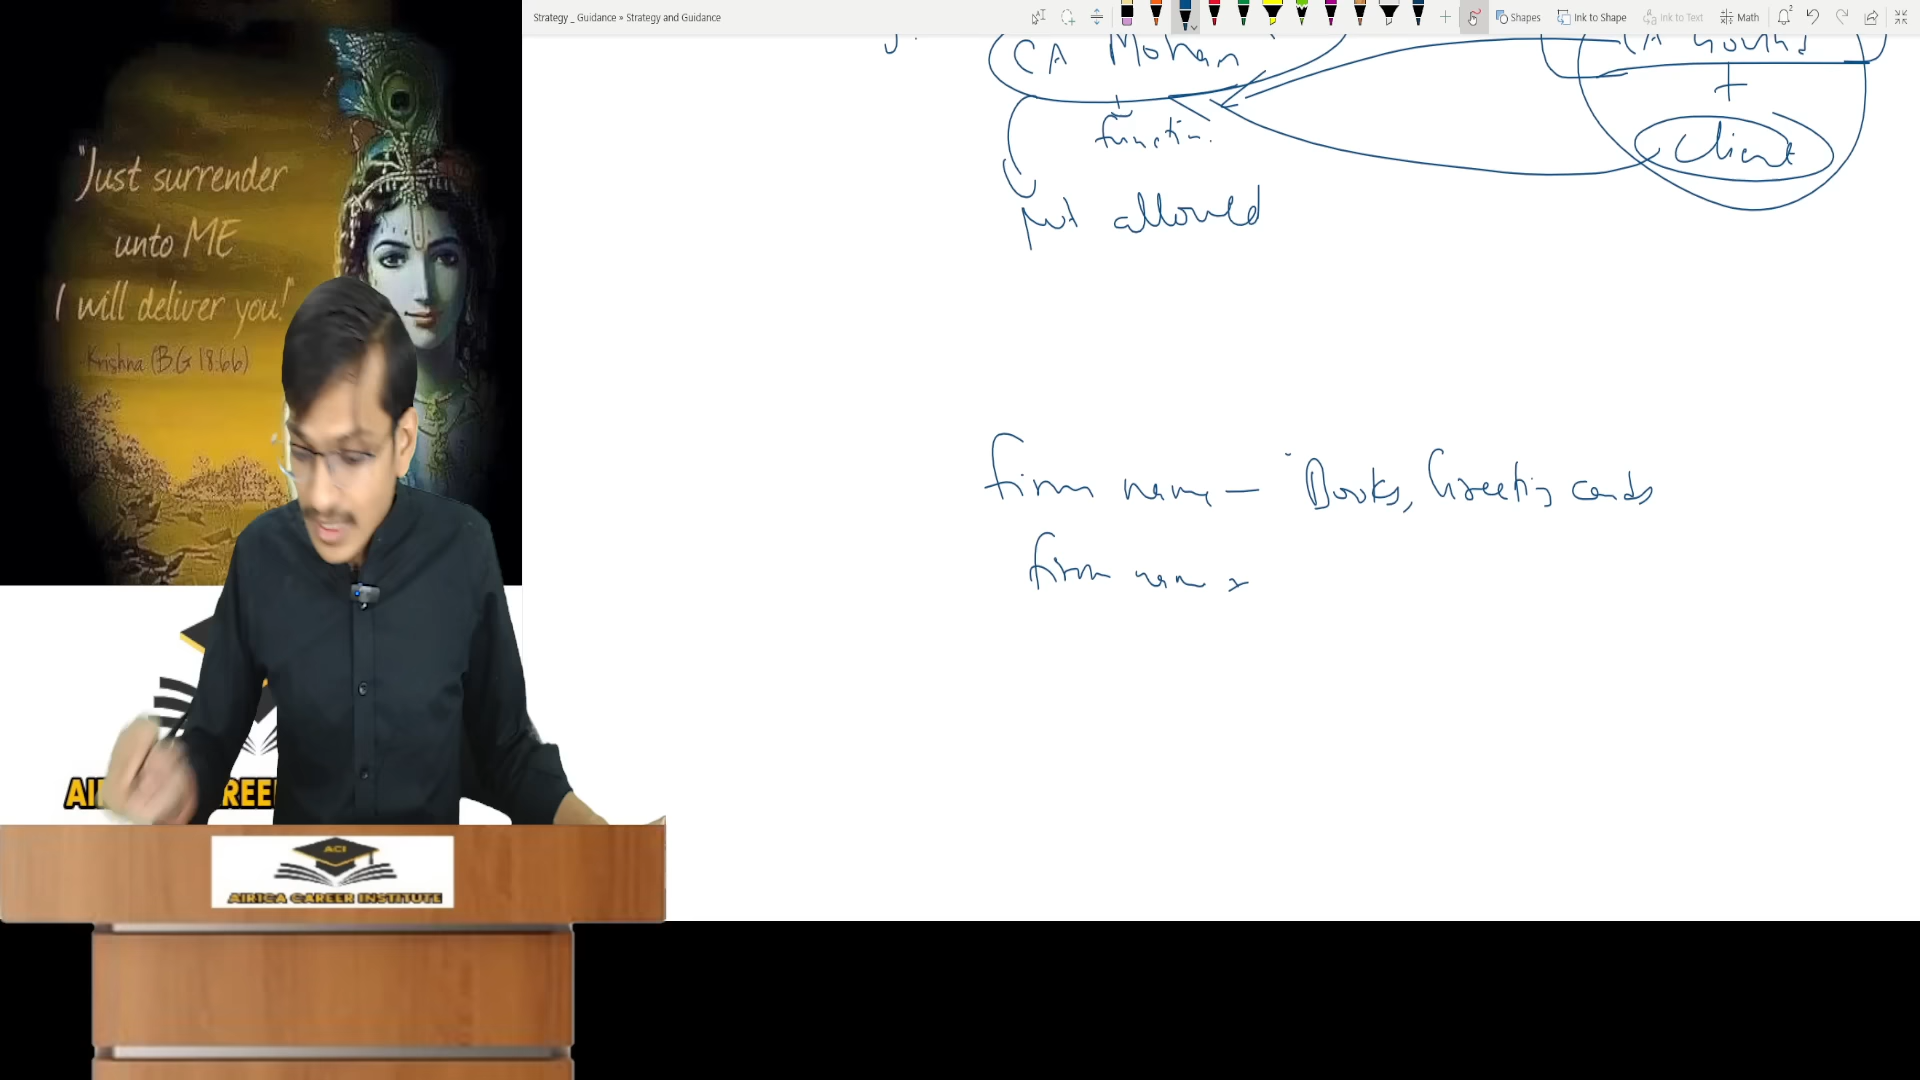 Strategy _ Guidance » Strategy and Guidance
Shapes
Ink to Shape
Ink to Text
Math
CA Mohan
+
function.
not allowed
CA
+
Client
"Just surrender
unto ME
I will deliver you!"
-Krishna (B.G 18:66)
firm name – Books, Greeting cards
firm name x
ACI
AIR1CA CAREER INSTITUTE